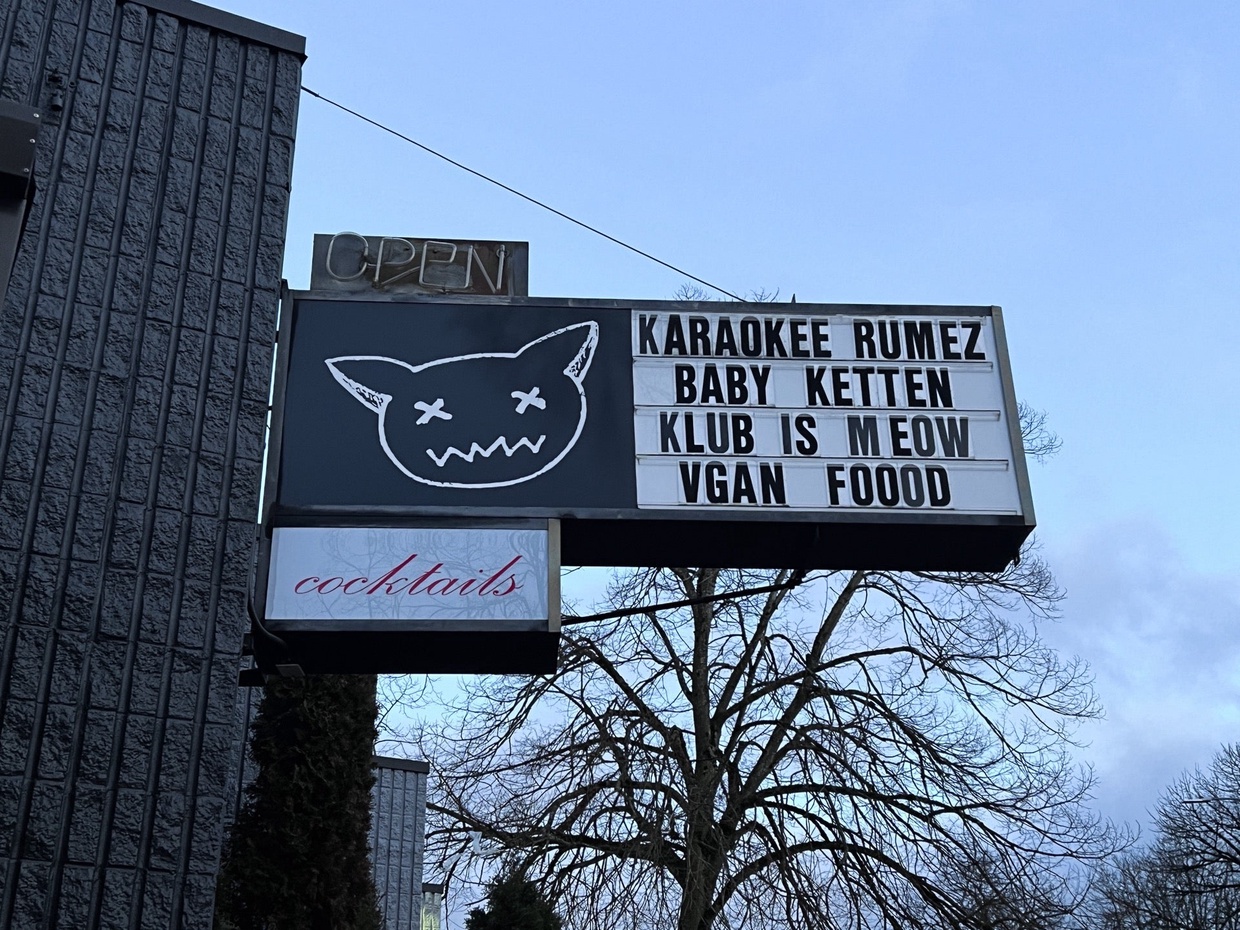 OPEN
KARAOKEE RUMEZ
BABY KETTEN
KLUB IS MEOW
VGAN FOOOD
cocktails